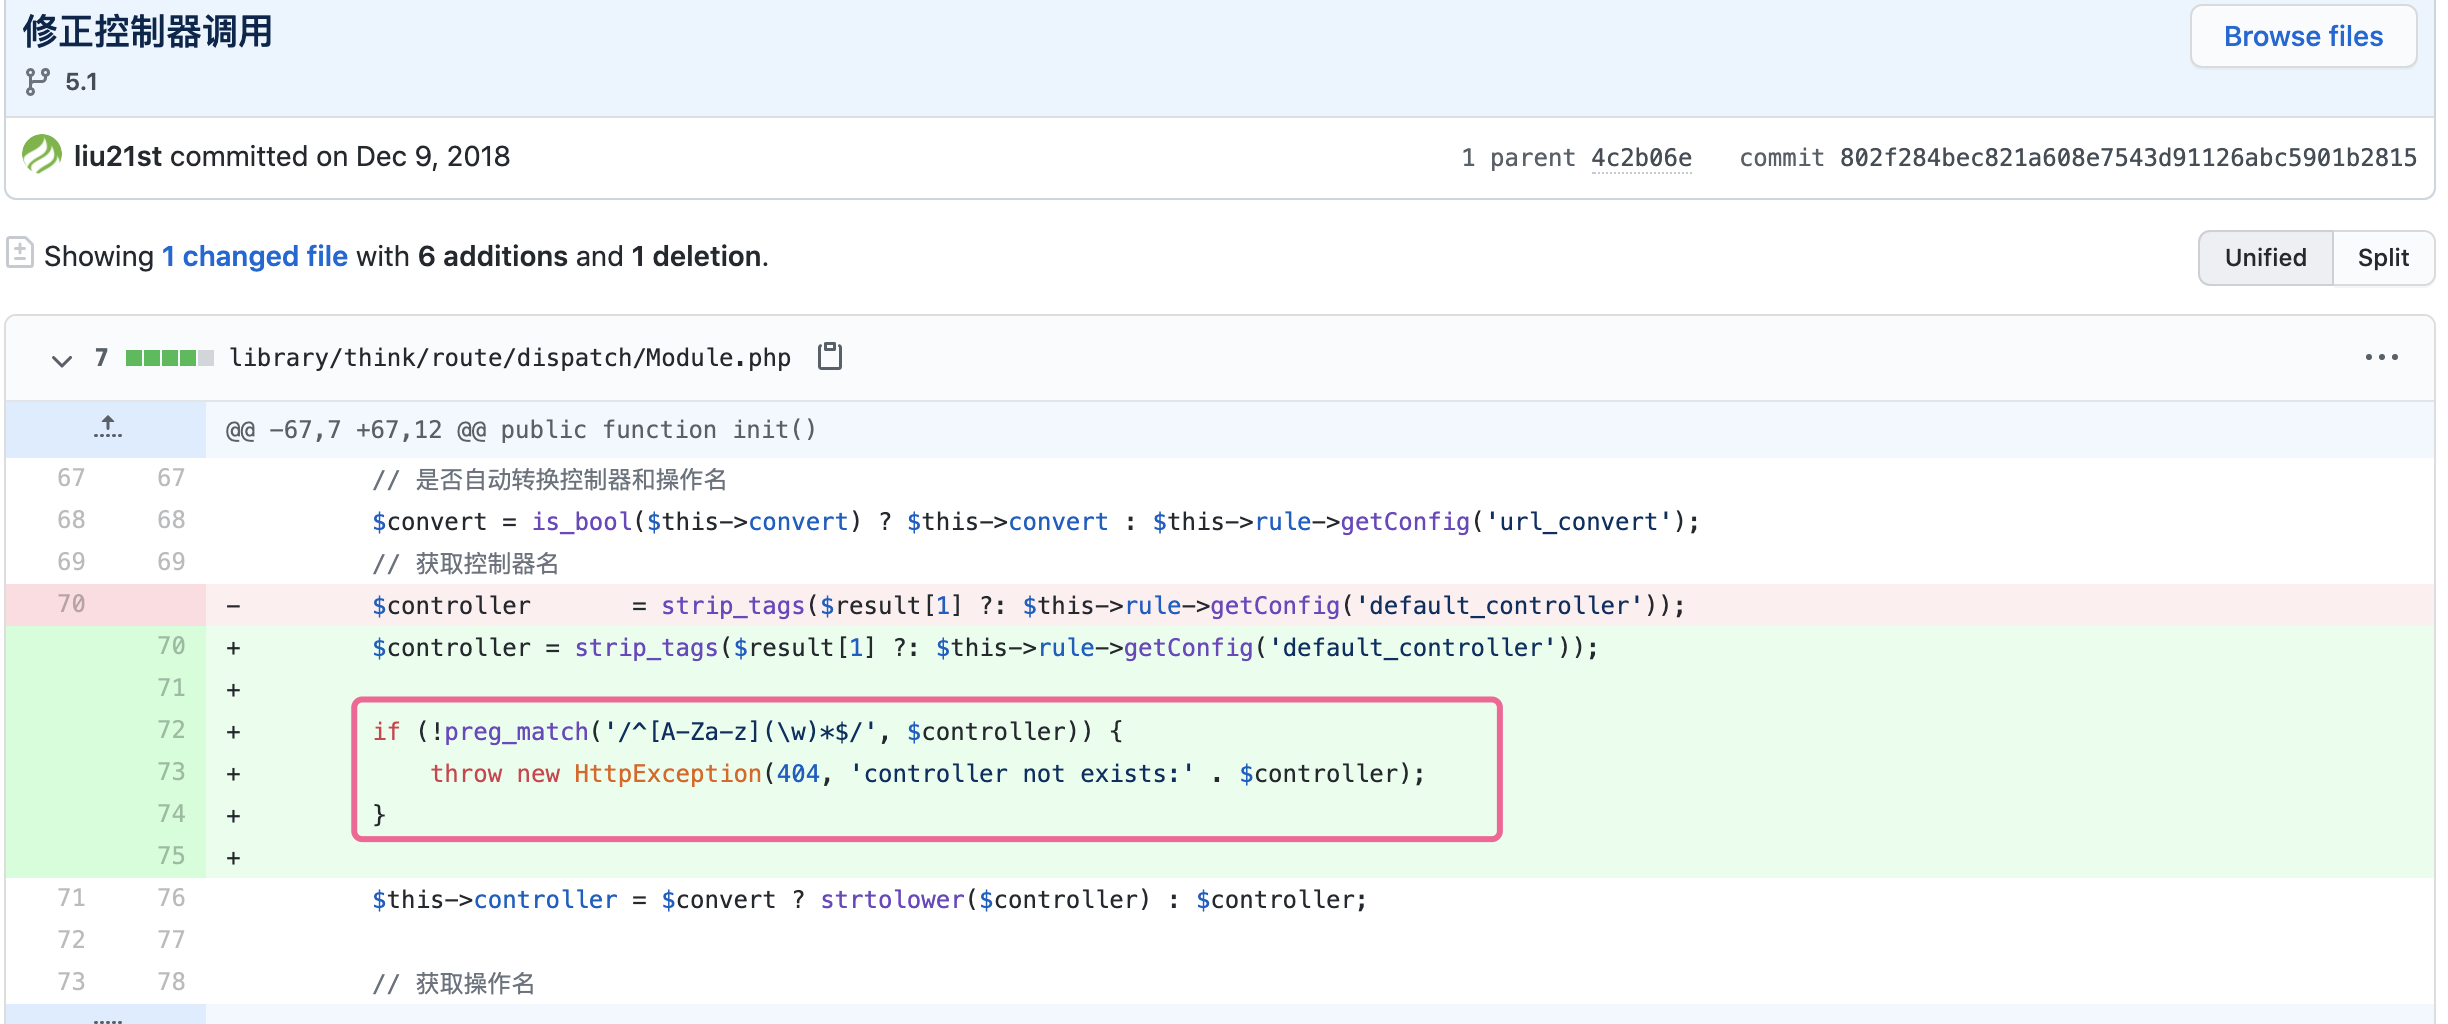 修正控制器调用
Browse files
5.1
liu21st committed on Dec 9, 2018
1 parent 4c2b06e commit 802f284bec821a608e7543d91126abc5901b2815
Showing 1 changed file with 6 additions and 1 deletion.
Unified Split
7 library/think/route/dispatch/Module.php
@@ -67,7 +67,12 @@ public function init()
67 67 // 是否自动转换控制器和操作名
68 68 $convert = is_bool($this->convert) ? $this->convert : $this->rule->getConfig('url_convert');
69 69 // 获取控制器名
70 - $controller       = strip_tags($result[1] ?: $this->rule->getConfig('default_controller'));
70 + $controller = strip_tags($result[1] ?: $this->rule->getConfig('default_controller'));
71 +
72 + if (!preg_match('/^[A-Za-z](\w)*$/', $controller)) {
73 + throw new HttpException(404, 'controller not exists:' . $controller);
74 + }
75 +
71 76 $this->controller = $convert ? strtolower($controller) : $controller;
72 77
73 78 // 获取操作名